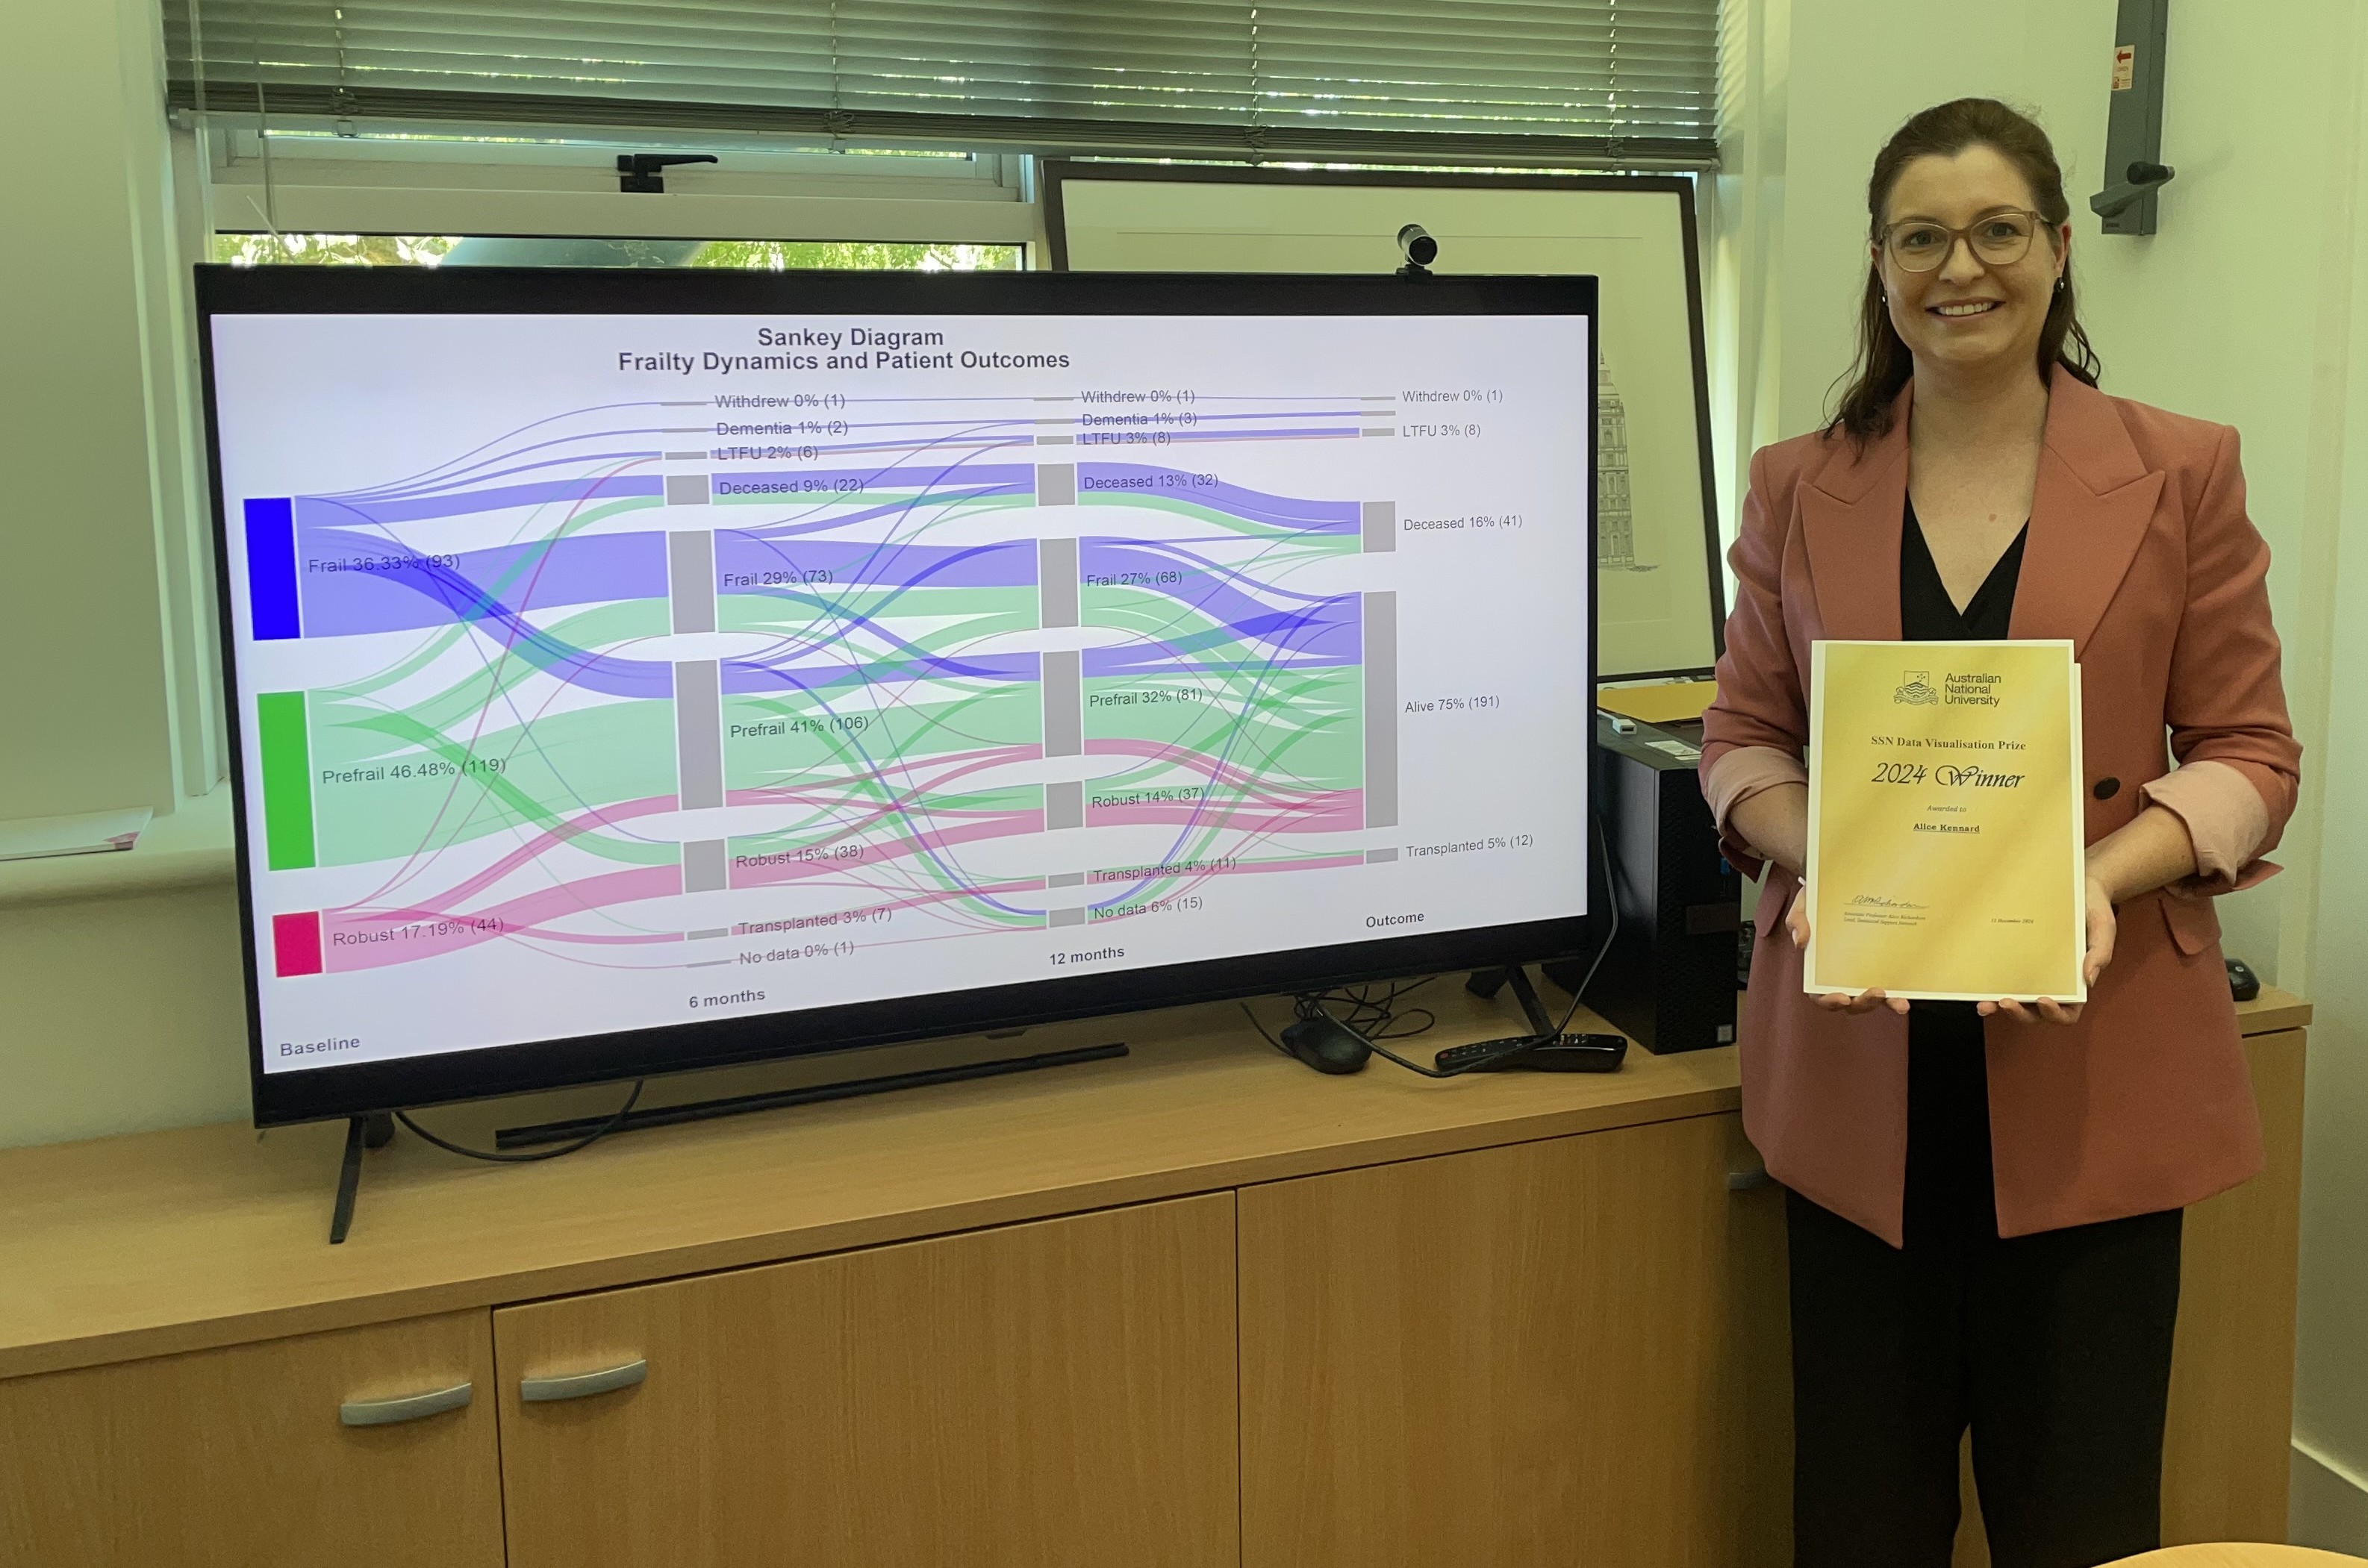 Sankey Diagram
Frailty Dynamics and Patient Outcomes
Frail 36.33% (93)
Prefrail 46.48% (119)
Robust 17.19% (44)
Baseline
Withdrew 0% (1)
Dementia 1% (2)
LTFU 2% (6)
Deceased 9% (22)
Frail 29% (73)
Prefrail 41% (106)
Robust 15% (38)
Transplanted 3% (7)
No data 0% (1)
6 months
Withdrew 0% (1)
Dementia 1% (3)
LTFU 3% (8)
Deceased 13% (32)
Frail 27% (68)
Prefrail 32% (81)
Robust 14% (37)
Transplanted 4% (11)
No data 6% (15)
12 months
Withdrew 0% (1)
LTFU 3% (8)
Deceased 16% (41)
Alive 75% (191)
Transplanted 5% (12)
Outcome
Australian
National
University
SSN Data Visualisation Prize
2024 Winner
Awarded to
Alice Kennard